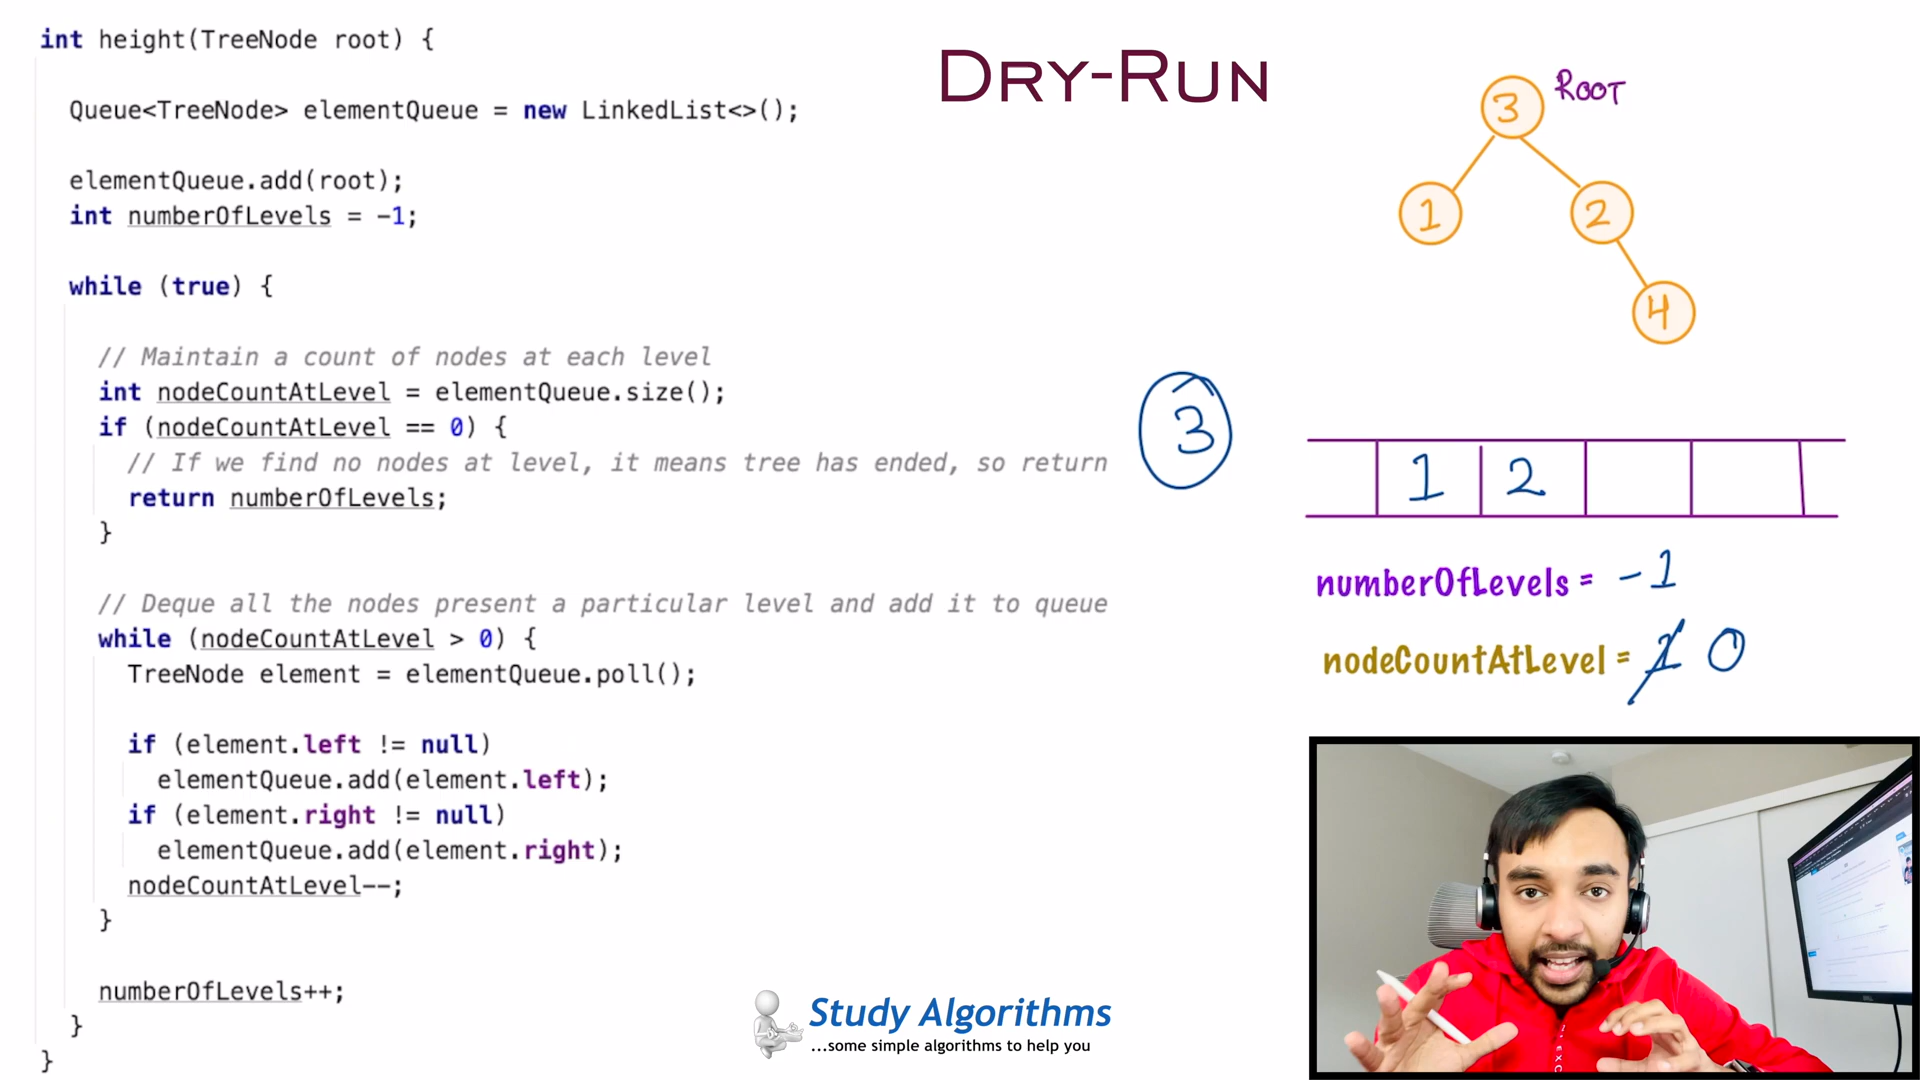 int height(TreeNode root) {
Queue<TreeNode> elementQueue = new LinkedList<>();
elementQueue.add(root);
int numberOfLevels = -1;
while (true) {
// Maintain a count of nodes at each level
int nodeCountAtLevel = elementQueue.size();
if (nodeCountAtLevel == 0) {
// If we find no nodes at level, it means tree has ended, so return
return numberOfLevels;
}
// Deque all the nodes present a particular level and add it to queue
while (nodeCountAtLevel > 0) {
TreeNode element = elementQueue.poll();
if (element.left != null)
elementQueue.add(element.left);
if (element.right != null)
elementQueue.add(element.right);
nodeCountAtLevel--;
}
numberOfLevels++;
}
}
DRY-RUN
3 ROOT
1 2
4
3
1 2
numberOfLevels = -1
nodeCountAtLevel = 1 0
Study Algorithms
...some simple algorithms to help you